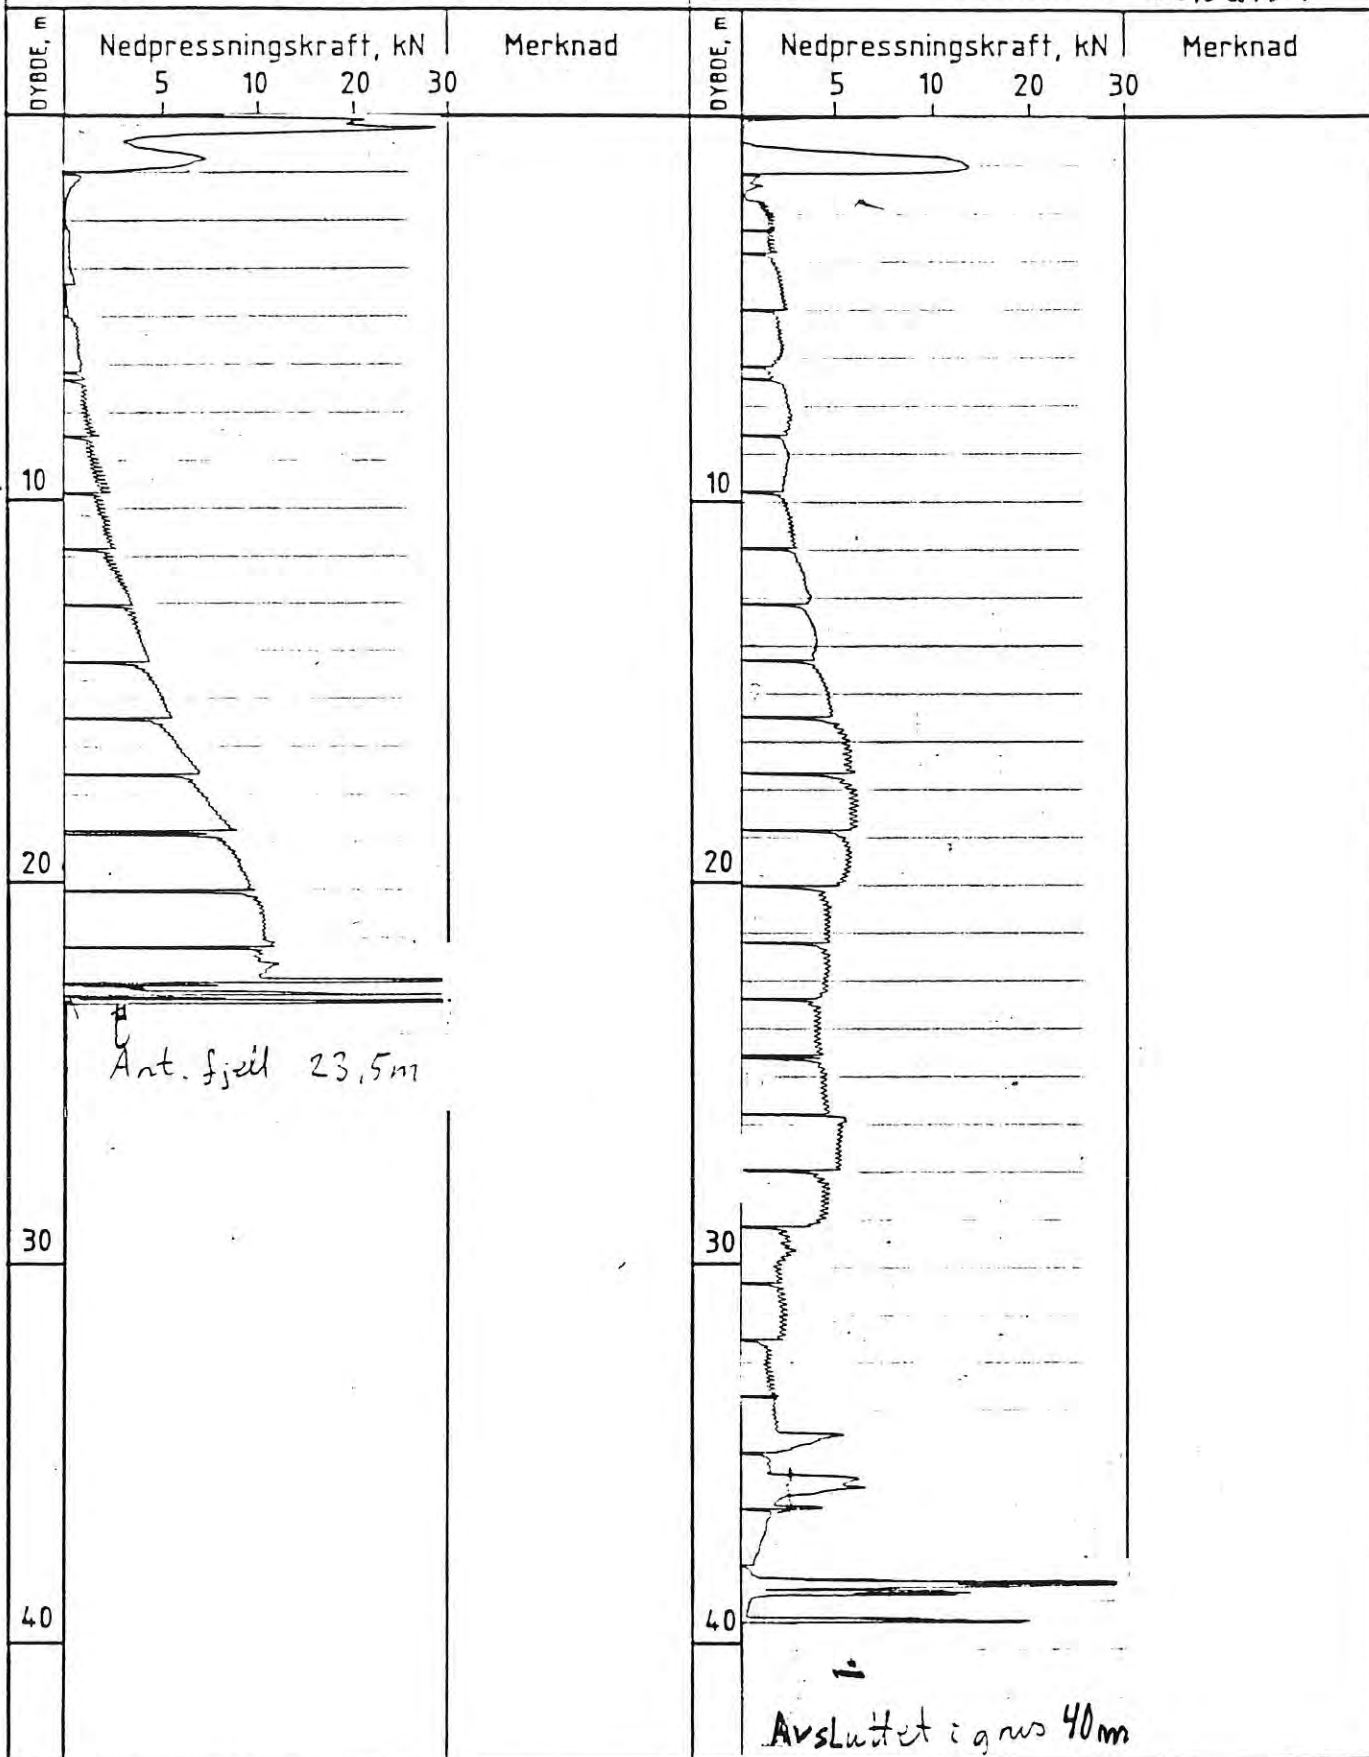 DYBDE, m
Nedpressningskraft, kN
Merknad
5 10 20 30
10
20
Ant. fjell 23,5m
30
40
DYBDE, m
Nedpressningskraft, kN
Merknad
5 10 20 30
10
20
30
40
1.
Avsluttet i grus 40m